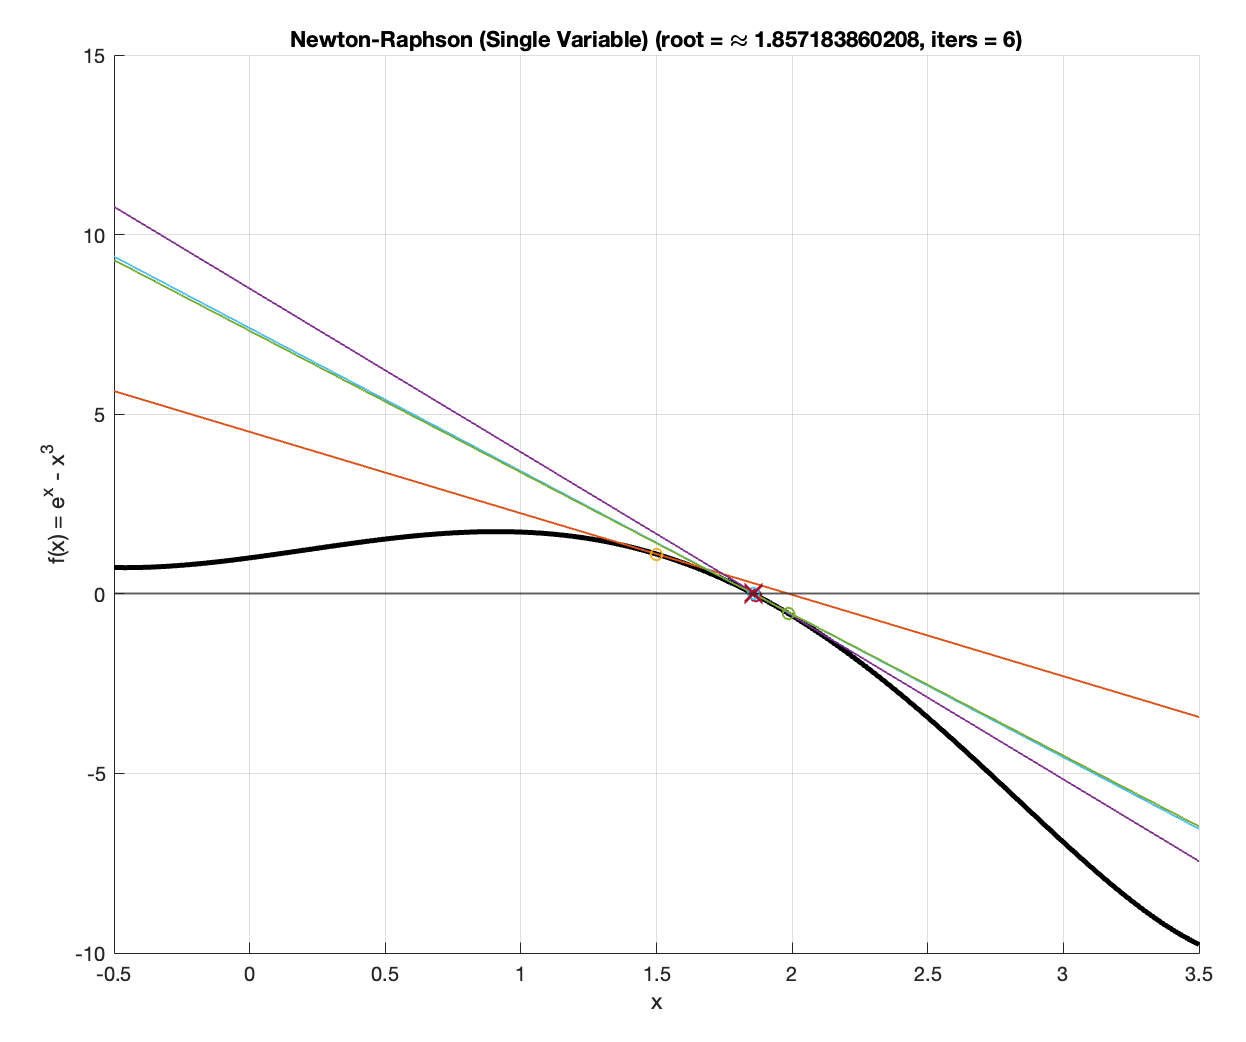 Newton-Raphson (Single Variable) (root = ≈ 1.857183860208, iters = 6)
15
10
5
0
-5
-10
f(x) = e^x - x^3
-0.5 0 0.5 1 1.5 2 2.5 3 3.5
x